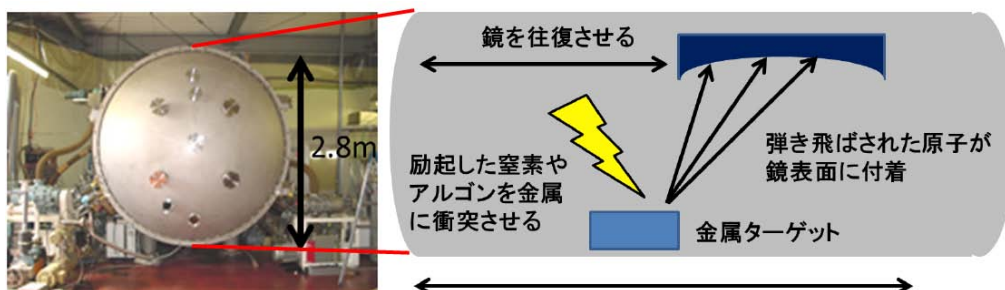 2.8m
鏡を往復させる
励起した窒素や
アルゴンを金属
に衝突させる
弾き飛ばされた原子が
鏡表面に付着
金属ターゲット